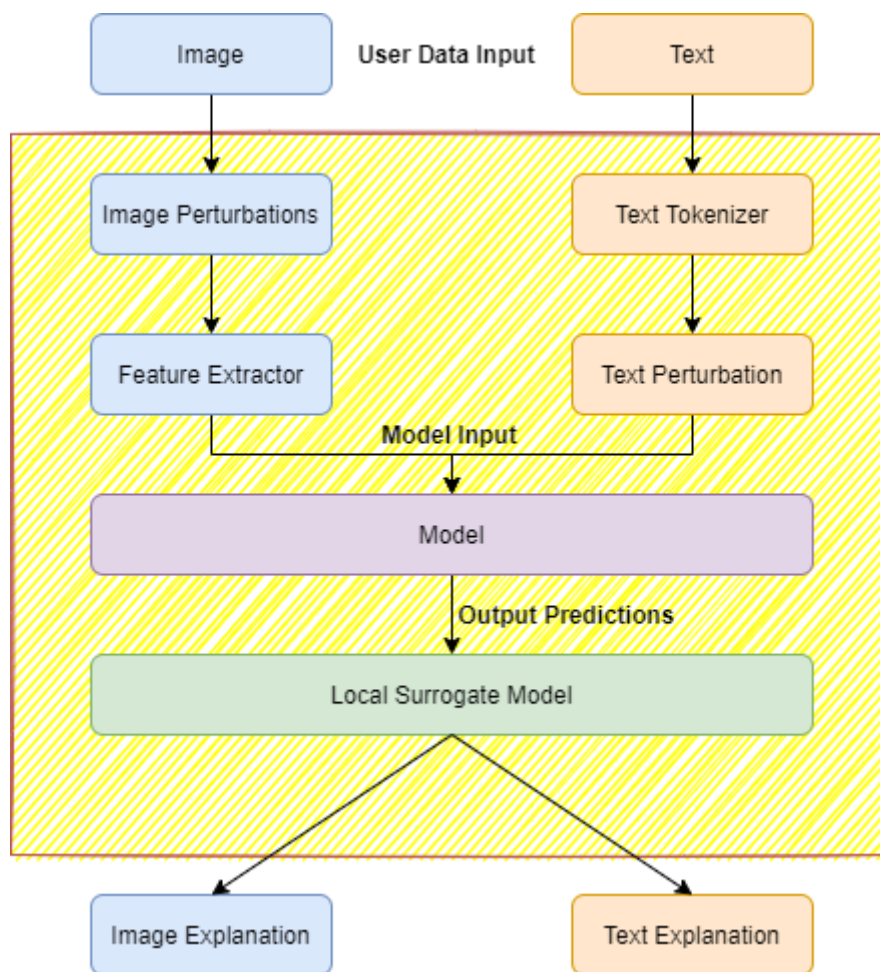 Image
User Data Input
Text
Image Perturbations
Text Tokenizer
Feature Extractor
Text Perturbation
Model Input
Model
Output Predictions
Local Surrogate Model
Image Explanation
Text Explanation